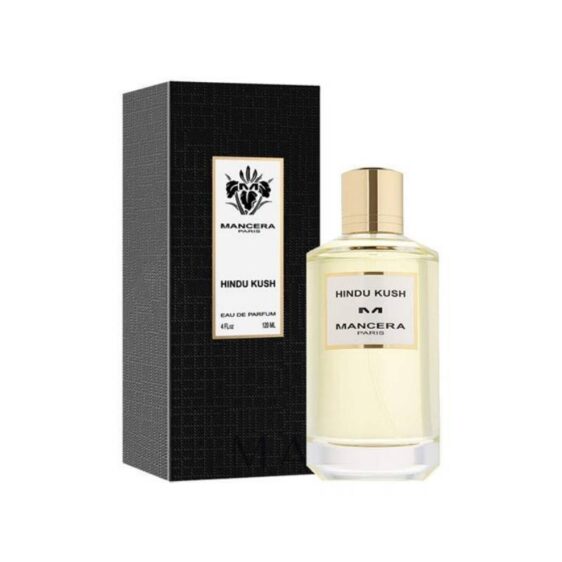 MANCERA
PARIS
HINDU KUSH
EAU DE PARFUM
4 Fl.oz 120 ML
HINDU KUSH
M
MANCERA
PARIS